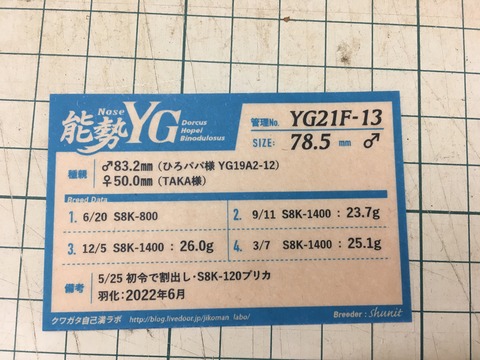 能勢YG
Nose
Dorcus
Hopei
Binodulosus
管理No. YG21F-13
SIZE: 78.5 mm ♂
種親 ♂83.2㎜（ひろパパ様 YG19A2-12）
♀50.0㎜（TAKA様）
Breed Data
1. 6/20 S8K-800
2. 9/11 S8K-1400：23.7g
3. 12/5 S8K-1400：26.0g
4. 3/7 S8K-1400：25.1g
備考 5/25 初令で割出し・S8K-120プリカ
羽化：2022年6月
クワガタ自己満ラボ http://blog.livedoor.jp/jikoman_labo/
Breeder : Shunit